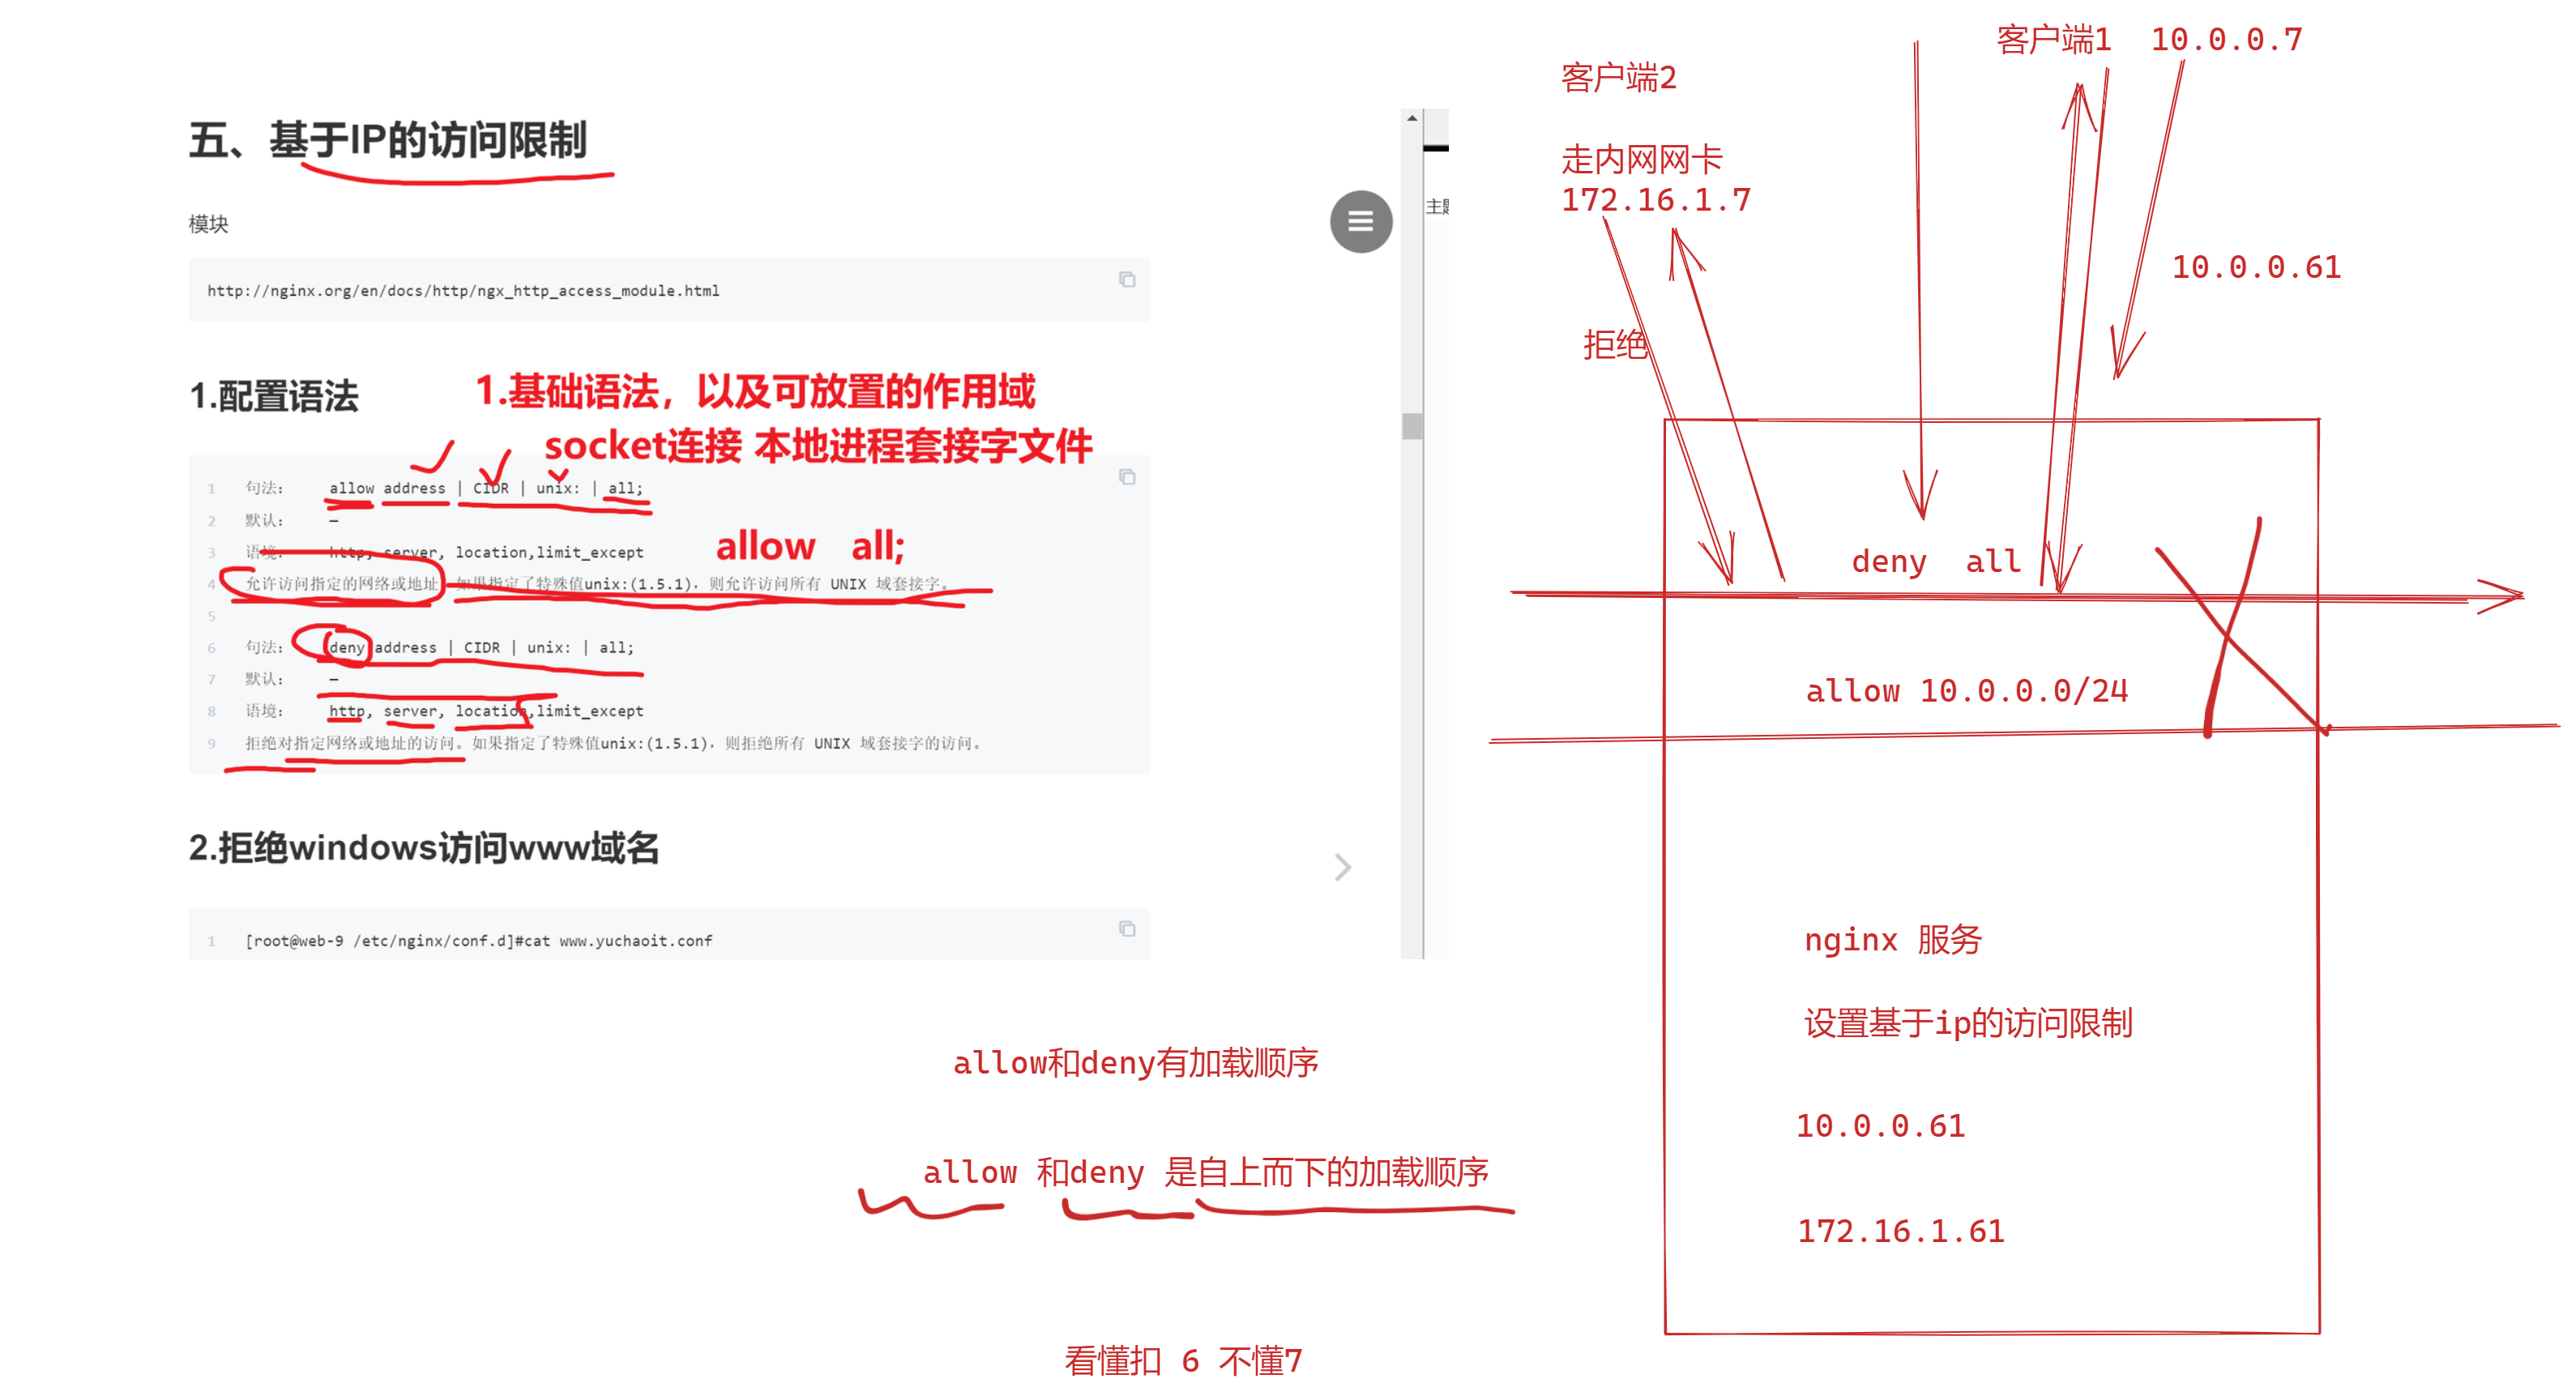 五、基于IP的访问限制
模块
http://nginx.org/en/docs/http/ngx_http_access_module.html
1.配置语法
1.基础语法，以及可放置的作用域
socket连接 本地进程套接字文件
1 句法： allow address | CIDR | unix: | all;
2 默认： —
3 语境： http, server, location,limit_except
allow all;
4 允许访问指定的网络或地址。如果指定了特殊值unix:(1.5.1)，则允许访问所有 UNIX 域套接字。
5
6 句法： deny address | CIDR | unix: | all;
7 默认： —
8 语境： http, server, location,limit_except
9 拒绝对指定网络或地址的访问。如果指定了特殊值unix:(1.5.1)，则拒绝所有 UNIX 域套接字的访问。
2.拒绝windows访问www域名
1 [root@web-9 /etc/nginx/conf.d]#cat www.yuchaoit.conf
allow和deny有加载顺序
allow 和deny 是自上而下的加载顺序
看懂扣 6 不懂7
客户端2
走内网网卡
172.16.1.7
拒绝
客户端1 10.0.0.7
10.0.0.61
deny all
allow 10.0.0.0/24
nginx 服务
设置基于ip的访问限制
10.0.0.61
172.16.1.61